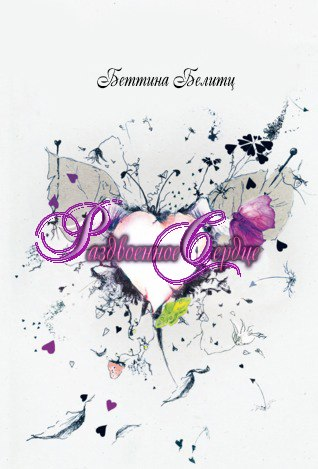 Беттина Белитц
Раздвоенное Сердце